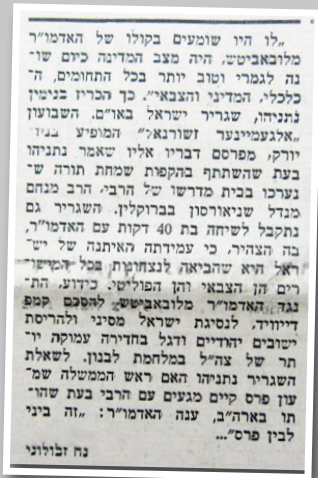 „לו היו שומעים בקולו של האדמו״ר
מלובאביטש, היה מצב המדינה כיום שו־
נה לגמרי וטוב יותר בכל התחומים, ה־
כלכלי, המדיני והצבאי״. כך הכריז בנימין
נתניהו, שגריר ישראל באו״ם. השבועון
״אלגעמיינער זשורנאל״ המופיע בניו־
יורק, מפרסם דבריו אלין שאמר נתניהו
בעת שהשתתף בהקפות שמחת תורה ש־
נערכו בבית מדרשו של הרבי, הרב מנחם
מנדל שניאורסון בברוקלין. השגריר גם
נתקבל לשיחה בת 40 דקות עם האדמו״ר,
בה הצהיר, כי עמידתה האיתנה של יש־
ראל היא שהביאה לנצחונות בכל המישו־
רים הן הצבאי והן הפוליטי. כידוע, הת־
נגד האדמו״ר מלובאביטש להסכם קמפ
דייוויד, לנסיגת ישראל מסיני ולהריסת
ישובים יהודיים ודגל בחדירה עמוקה יו־
תר של צה״ל במלחמת לבנון. לשאלת
השגריר נתניהו האם ראש הממשלה שמ־
עון פרס קיים מגעים עם הרבי בעת שהו־
תו בארה״ב, ענה האדמו״ר: „זה ביני
לבין פרס״...
נח זבולוני